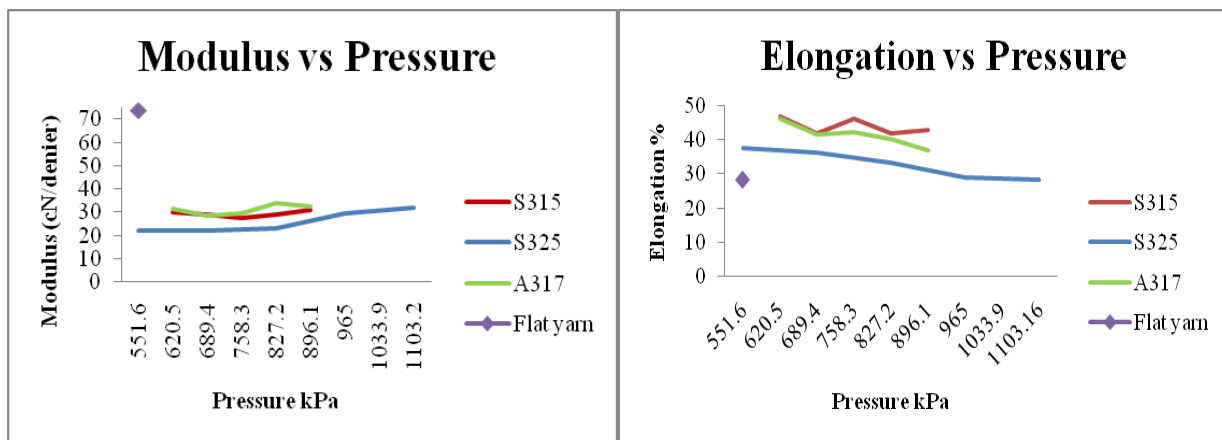 Modulus vs Pressure
Modulus (cN/denier)
70
60
50
40
30
20
10
0
551.6
620.5
689.4
758.3
827.2
896.1
965
1033.9
1103.2
Pressure kPa
S315
S325
A317
Flat yarn
Elongation vs Pressure
Elongation %
50
40
30
20
10
0
551.6
620.5
689.4
758.3
827.2
896.1
965
1033.9
1103.16
Pressure kPa
S315
S325
A317
Flat yarn